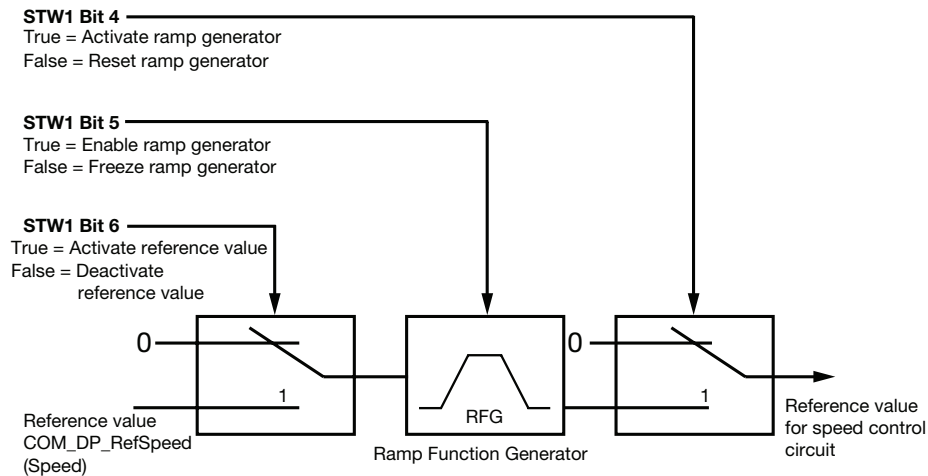 STW1 Bit 4
True = Activate ramp generator
False = Reset ramp generator
STW1 Bit 5
True = Enable ramp generator
False = Freeze ramp generator
STW1 Bit 6
True = Activate reference value
False = Deactivate
reference value
0
1
Reference value
COM_DP_RefSpeed
(Speed)
RFG
Ramp Function Generator
0
1
Reference value
for speed control
circuit